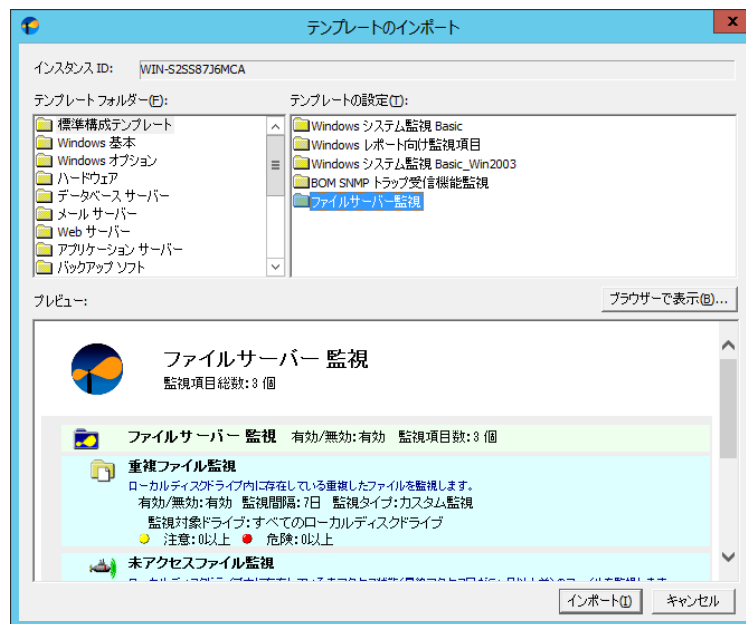 テンプレートのインポート
x
インスタンス ID: WIN-S2SS87J6MCA
テンプレート フォルダー(F):
標準構成テンプレート
Windows 基本
Windows オプション
ハードウェア
データベース サーバー
メール サーバー
Web サーバー
アプリケーション サーバー
バックアップ ソフト
テンプレートの設定(T):
Windows システム監視 Basic
Windows レポート向け監視項目
Windows システム監視 Basic_Win2003
BOM SNMP トラップ受信機能監視
ファイルサーバー監視
プレビュー:
ブラウザーで表示(B)...
ファイルサーバー 監視
監視項目総数:3 個
ファイルサーバー 監視 有効/無効:有効 監視項目数:3 個
重複ファイル監視
ローカルディスクドライブ内に存在している重複したファイルを監視します。
有効/無効:有効 監視間隔:7日 監視タイプ:カスタム監視
監視対象ドライブ:すべてのローカルディスクドライブ
注意:0以上 危険:0以上
未アクセスファイル監視
インポート(I)
キャンセル